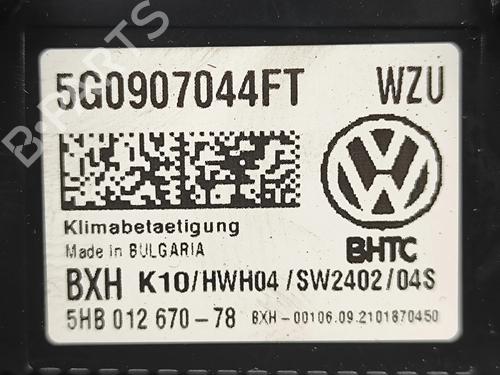 5G0907044FT WZU
Klimabetaetigung
Made in BULGARIA
BHTC
BXH K10/HWH04/SW2402/04S
5HB 012 670-78 BXH-00106.09.2101870450
B-PARTS